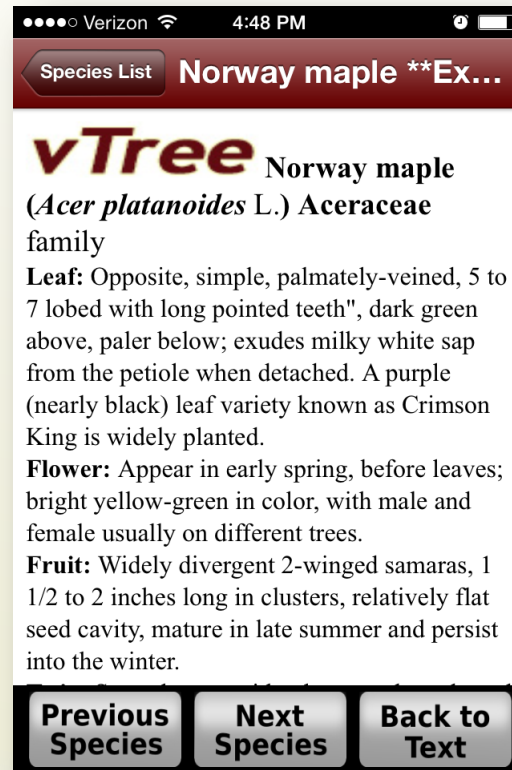 Verizon 4:48 PM
Species List Norway maple **Ex...
vTree Norway maple
(Acer platanoides L.) Aceraceae
family
Leaf: Opposite, simple, palmately-veined, 5 to
7 lobed with long pointed teeth", dark green
above, paler below; exudes milky white sap
from the petiole when detached. A purple
(nearly black) leaf variety known as Crimson
King is widely planted.
Flower: Appear in early spring, before leaves;
bright yellow-green in color, with male and
female usually on different trees.
Fruit: Widely divergent 2-winged samaras, 1
1/2 to 2 inches long in clusters, relatively flat
seed cavity, mature in late summer and persist
into the winter.
Previous Species
Next Species
Back to Text